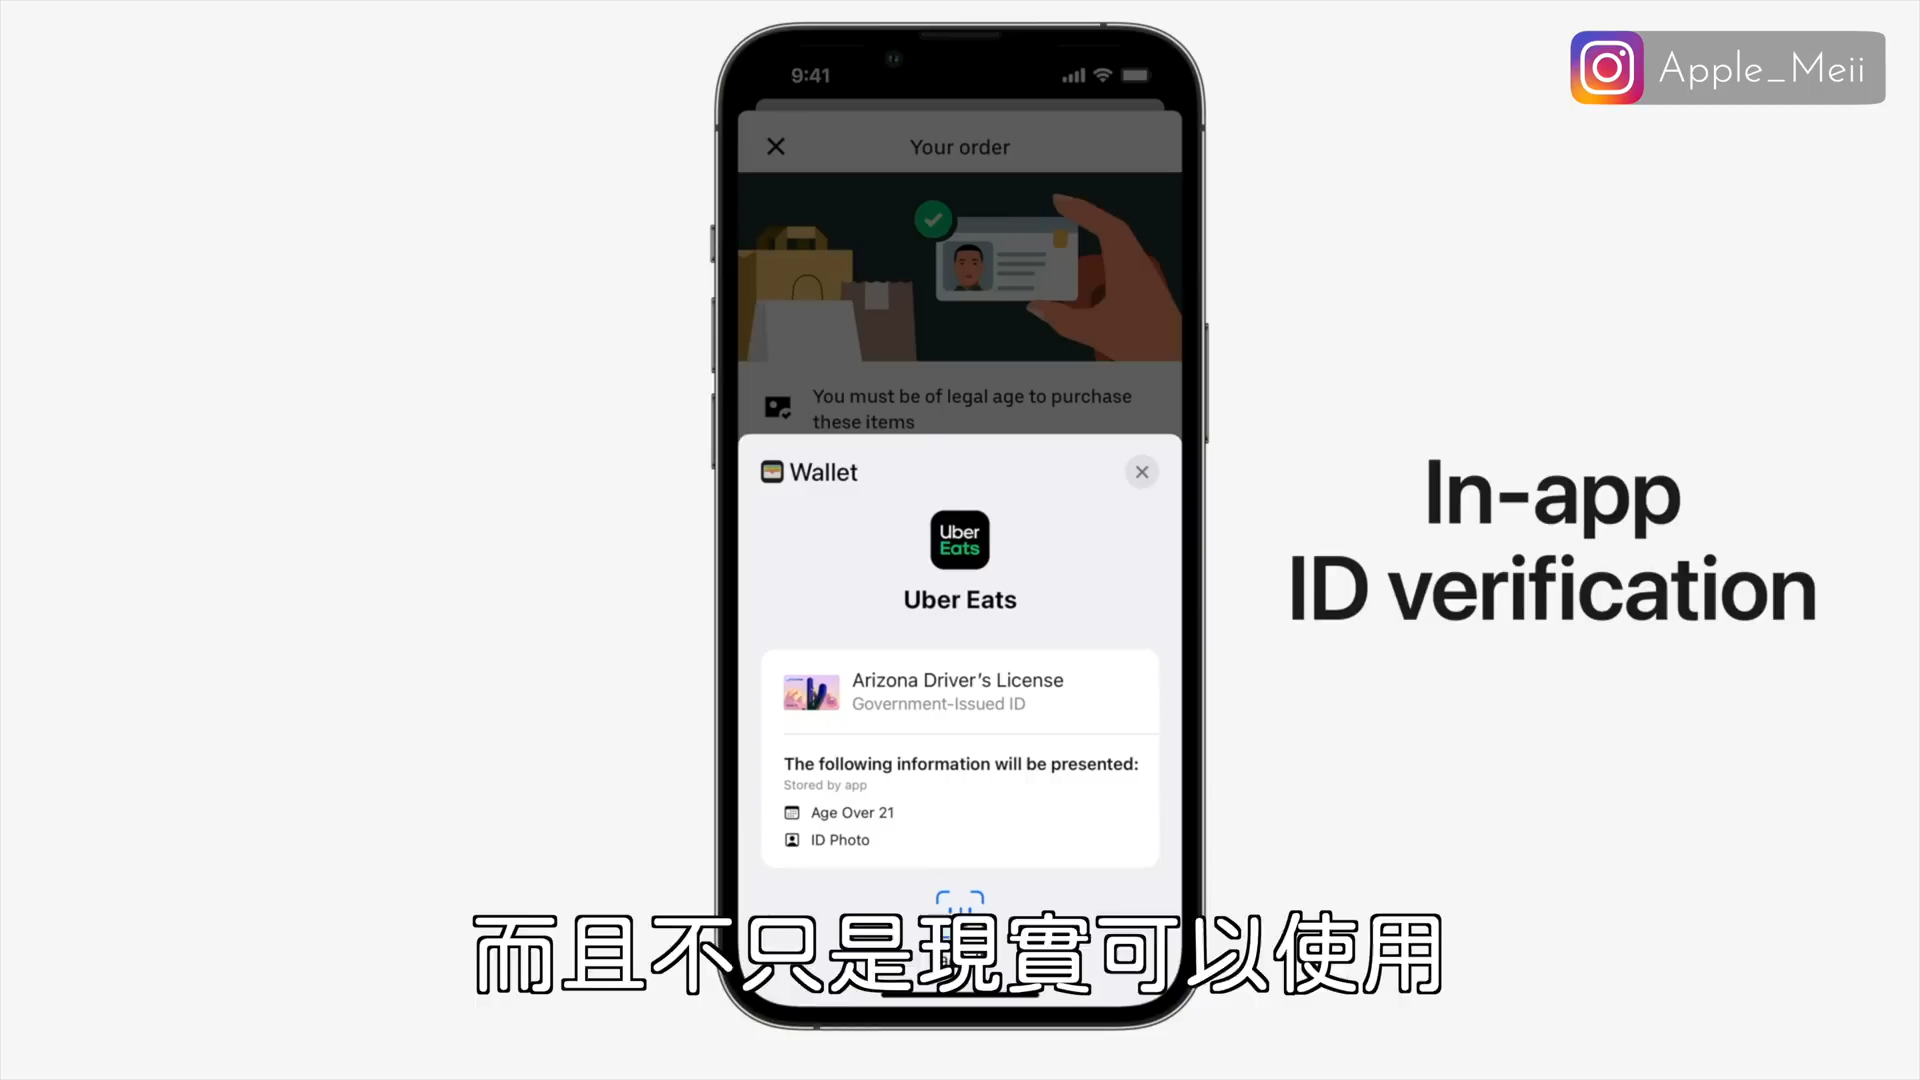 Apple_Meii
9:41
Your order
You must be of legal age to purchase
these items
Wallet
Uber
Eats
Uber Eats
Arizona Driver's License
Government-Issued ID
The following information will be presented:
Stored by app
Age Over 21
ID Photo
In-app
ID verification
而且不只是現實可以使用